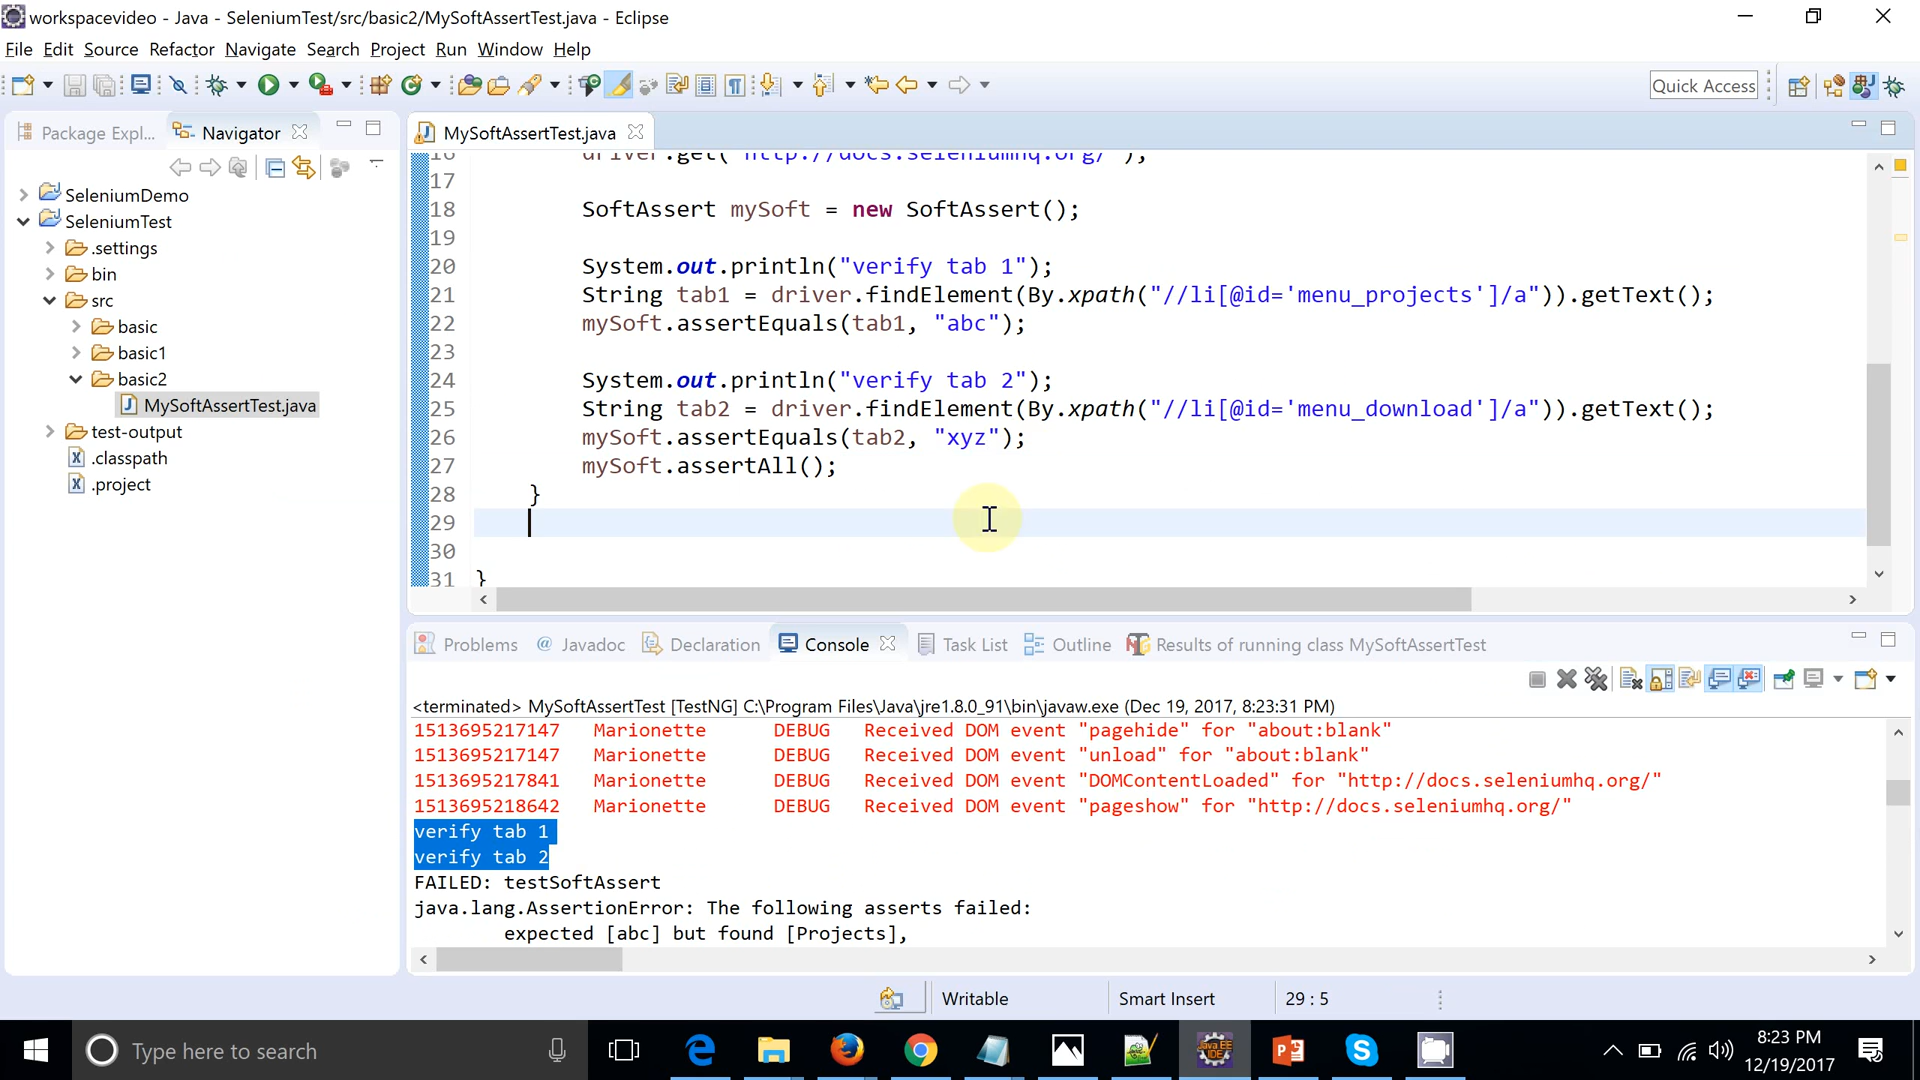 workspacevideo - Java - SeleniumTest/src/basic2/MySoftAssertTest.java - Eclipse
File Edit Source Refactor Navigate Search Project Run Window Help
Quick Access
Package Expl...
Navigator
MySoftAssertTest.java
SeleniumDemo
SeleniumTest
.settings
bin
src
basic
basic1
basic2
MySoftAssertTest.java
test-output
.classpath
.project
16 driver.get("http://docs.seleniumhq.org/");
17
18 SoftAssert mySoft = new SoftAssert();
19
20 System.out.println("verify tab 1");
21 String tab1 = driver.findElement(By.xpath("//li[@id='menu_projects']/a")).getText();
22 mySoft.assertEquals(tab1, "abc");
23
24 System.out.println("verify tab 2");
25 String tab2 = driver.findElement(By.xpath("//li[@id='menu_download']/a")).getText();
26 mySoft.assertEquals(tab2, "xyz");
27 mySoft.assertAll();
28 }
29
30
31 }
Problems @ Javadoc Declaration Console Task List Outline Results of running class MySoftAssertTest
<terminated> MySoftAssertTest [TestNG] C:\Program Files\Java\jre1.8.0_91\bin\javaw.exe (Dec 19, 2017, 8:23:31 PM)
1513695217147 Marionette DEBUG Received DOM event "pagehide" for "about:blank"
1513695217147 Marionette DEBUG Received DOM event "unload" for "about:blank"
1513695217841 Marionette DEBUG Received DOM event "DOMContentLoaded" for "http://docs.seleniumhq.org/"
1513695218642 Marionette DEBUG Received DOM event "pageshow" for "http://docs.seleniumhq.org/"
verify tab 1
verify tab 2
FAILED: testSoftAssert
java.lang.AssertionError: The following asserts failed:
expected [abc] but found [Projects],
Writable Smart Insert 29 : 5
Type here to search
Java EE
IDE
8:23 PM
12/19/2017